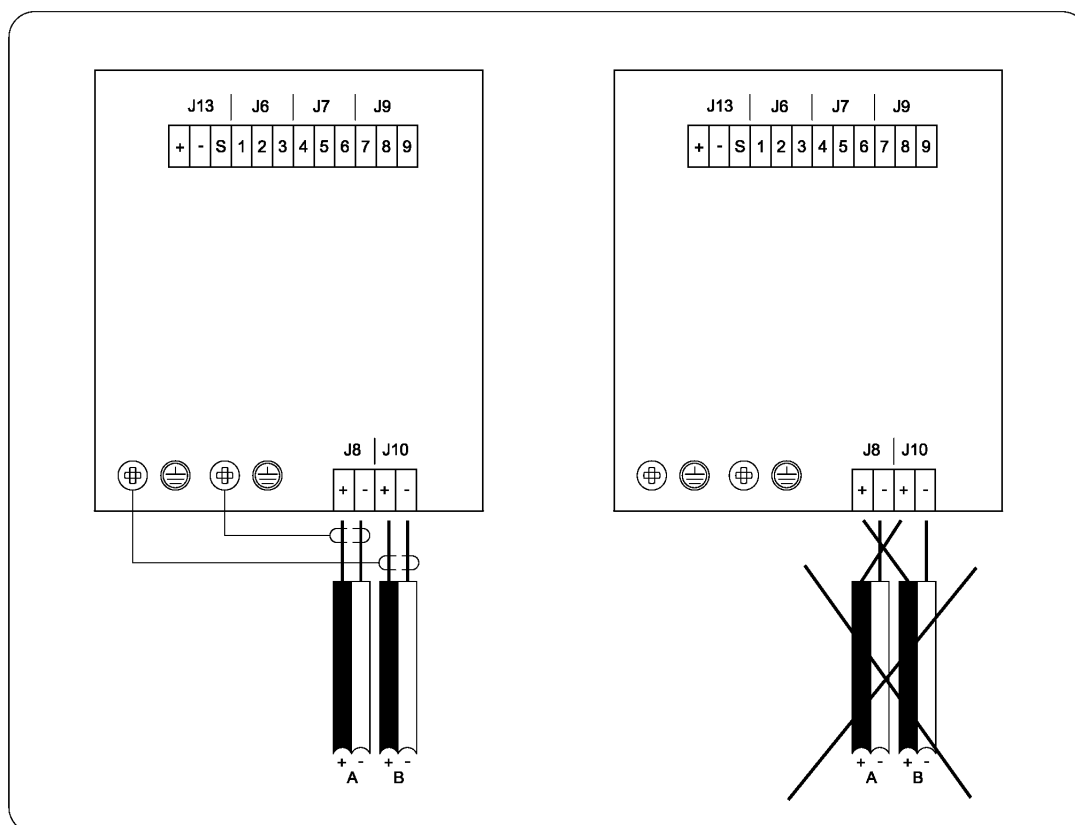 J13 J6 J7 J9
+ - S 1 2 3 4 5 6 7 8 9
J8 J10
+ - + -
+ - + -
A B
J13 J6 J7 J9
+ - S 1 2 3 4 5 6 7 8 9
J8 J10
+ - + -
+ - + -
A B